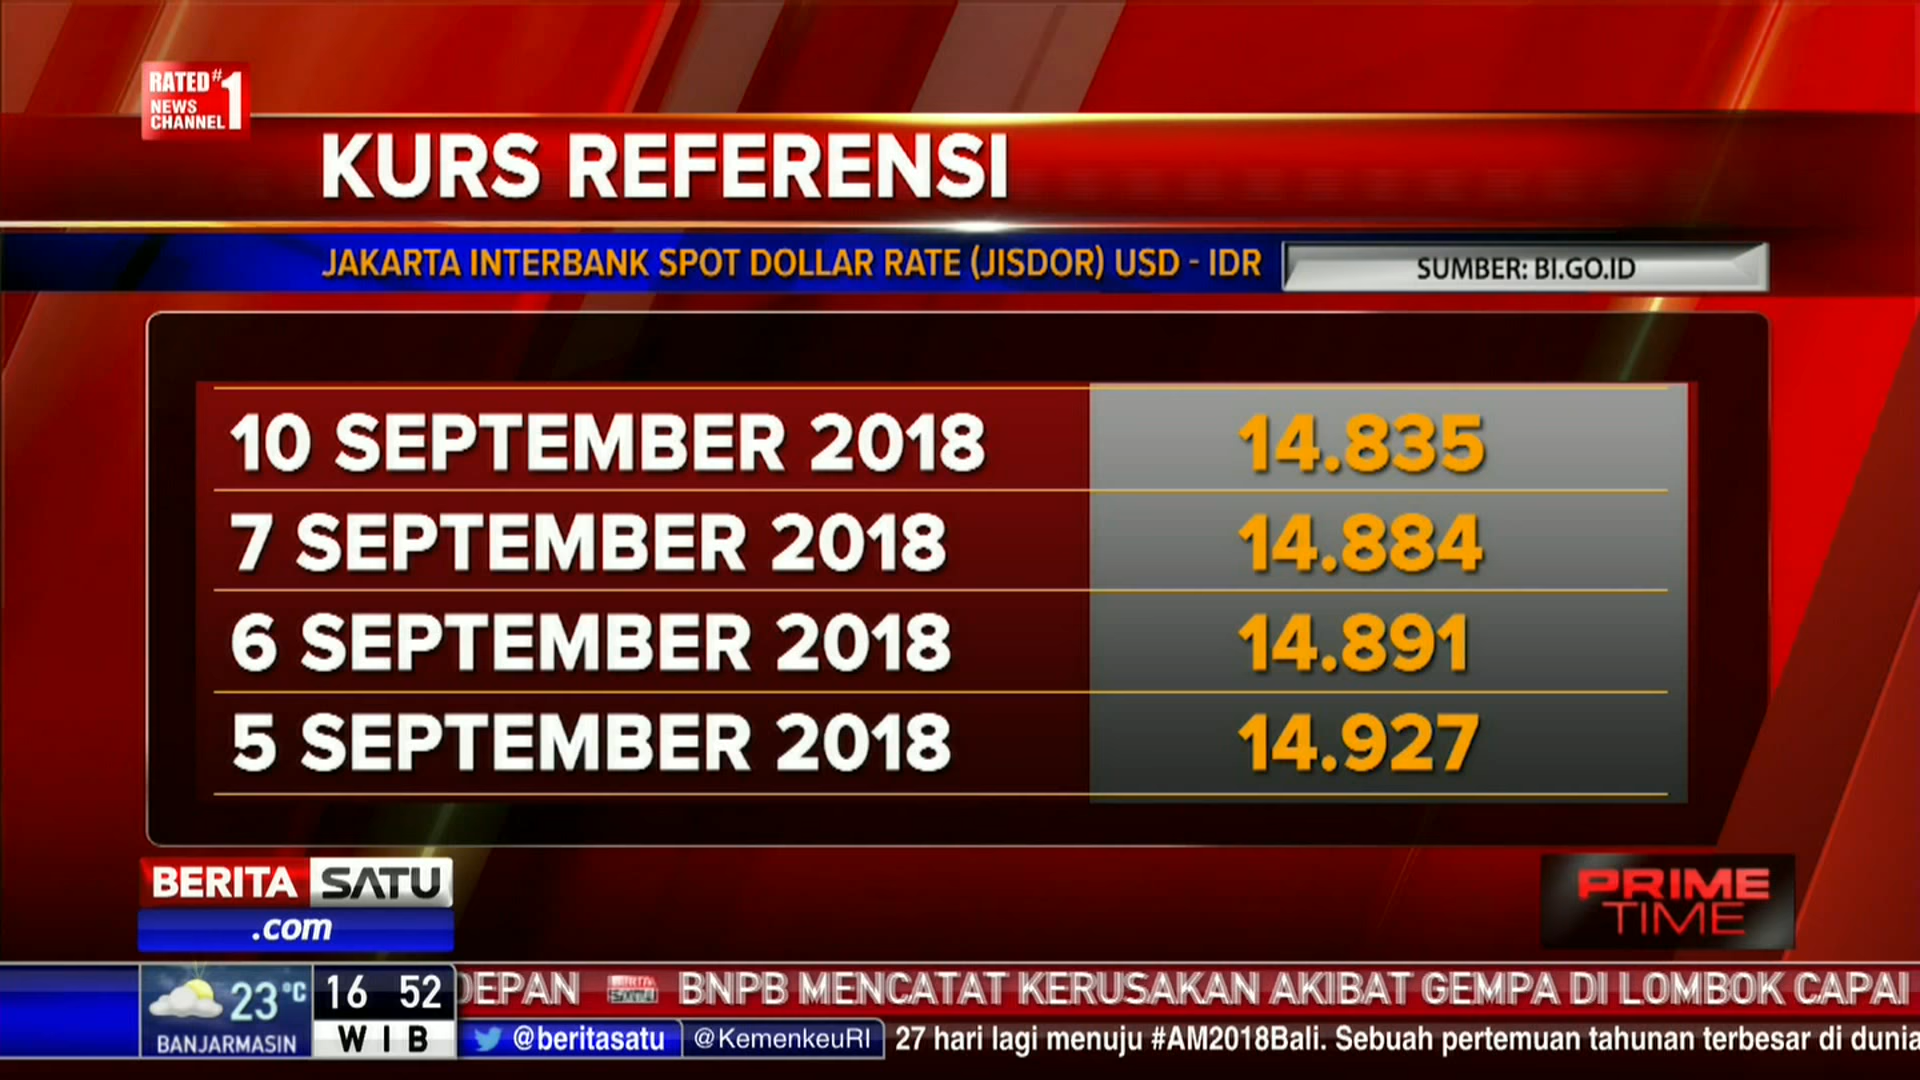 RATED #1
NEWS
CHANNEL
KURS REFERENSI
JAKARTA INTERBANK SPOT DOLLAR RATE (JISDOR) USD - IDR
SUMBER: BI.GO.ID
10 SEPTEMBER 2018 14.835
7 SEPTEMBER 2018 14.884
6 SEPTEMBER 2018 14.891
5 SEPTEMBER 2018 14.927
BERITA SATU
.com
PRIME
TIME
23°C
BANJARMASIN
16 52
WIB
DEPAN BERITA SATU BNPB MENCATAT KERUSAKAN AKIBAT GEMPA DI LOMBOK CAPAI
@beritasatu @KemenkeuRI 27 hari lagi menuju #AM2018Bali. Sebuah pertemuan tahunan terbesar di dunia